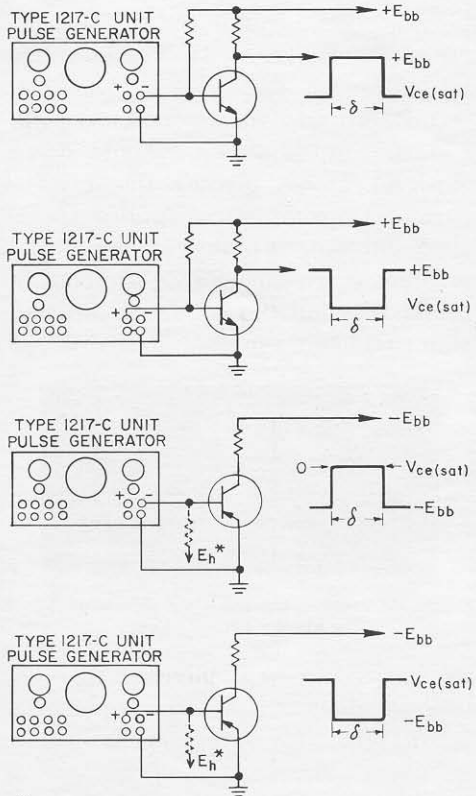 TYPE 1217-C UNIT
PULSE GENERATOR
+ -
+Ebb
+Ebb
Vce(sat)
δ
TYPE 1217-C UNIT
PULSE GENERATOR
+ -
+Ebb
+Ebb
Vce(sat)
δ
TYPE 1217-C UNIT
PULSE GENERATOR
+ -
-Ebb
O
Vce(sat)
-Ebb
δ
Eh*
TYPE 1217-C UNIT
PULSE GENERATOR
+ -
-Ebb
Vce(sat)
-Ebb
δ
Eh*